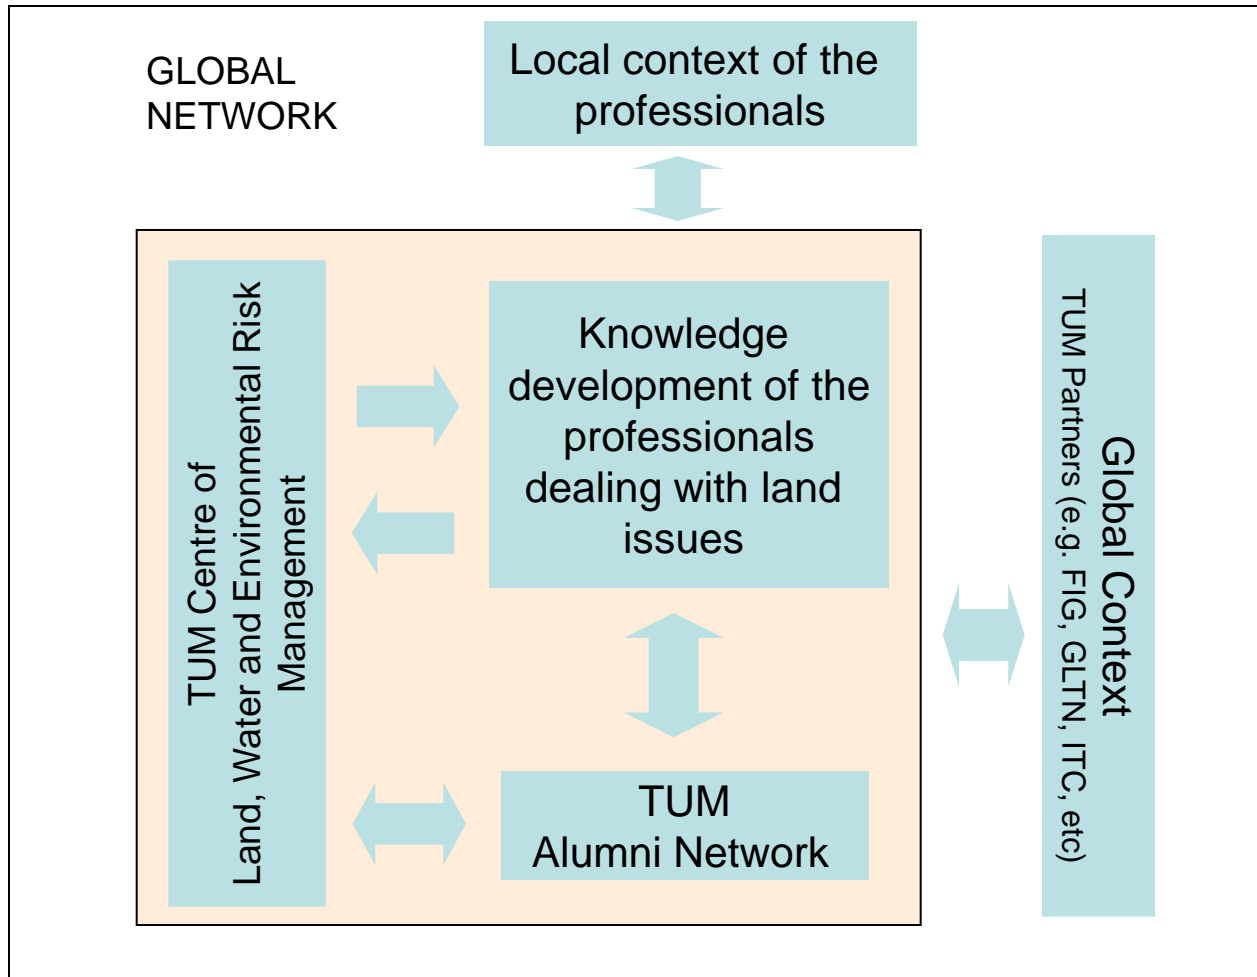 GLOBAL
NETWORK
Local context of the
professionals
TUM Centre of
Land, Water and Environmental Risk
Management
Knowledge
development of the
professionals
dealing with land
issues
TUM
Alumni Network
Global Context
TUM Partners (e.g. FIG, GLTN, ITC, etc)